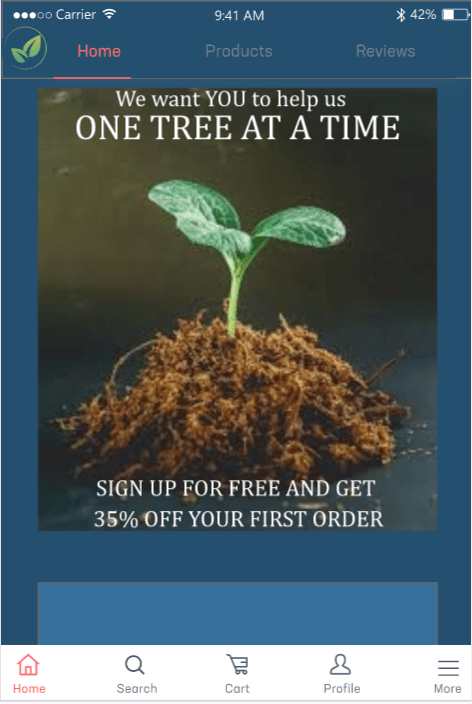 Carrier 9:41 AM 42%
Home Products Reviews
We want YOU to help us
ONE TREE AT A TIME
SIGN UP FOR FREE AND GET
35% OFF YOUR FIRST ORDER
Home Search Cart Profile More